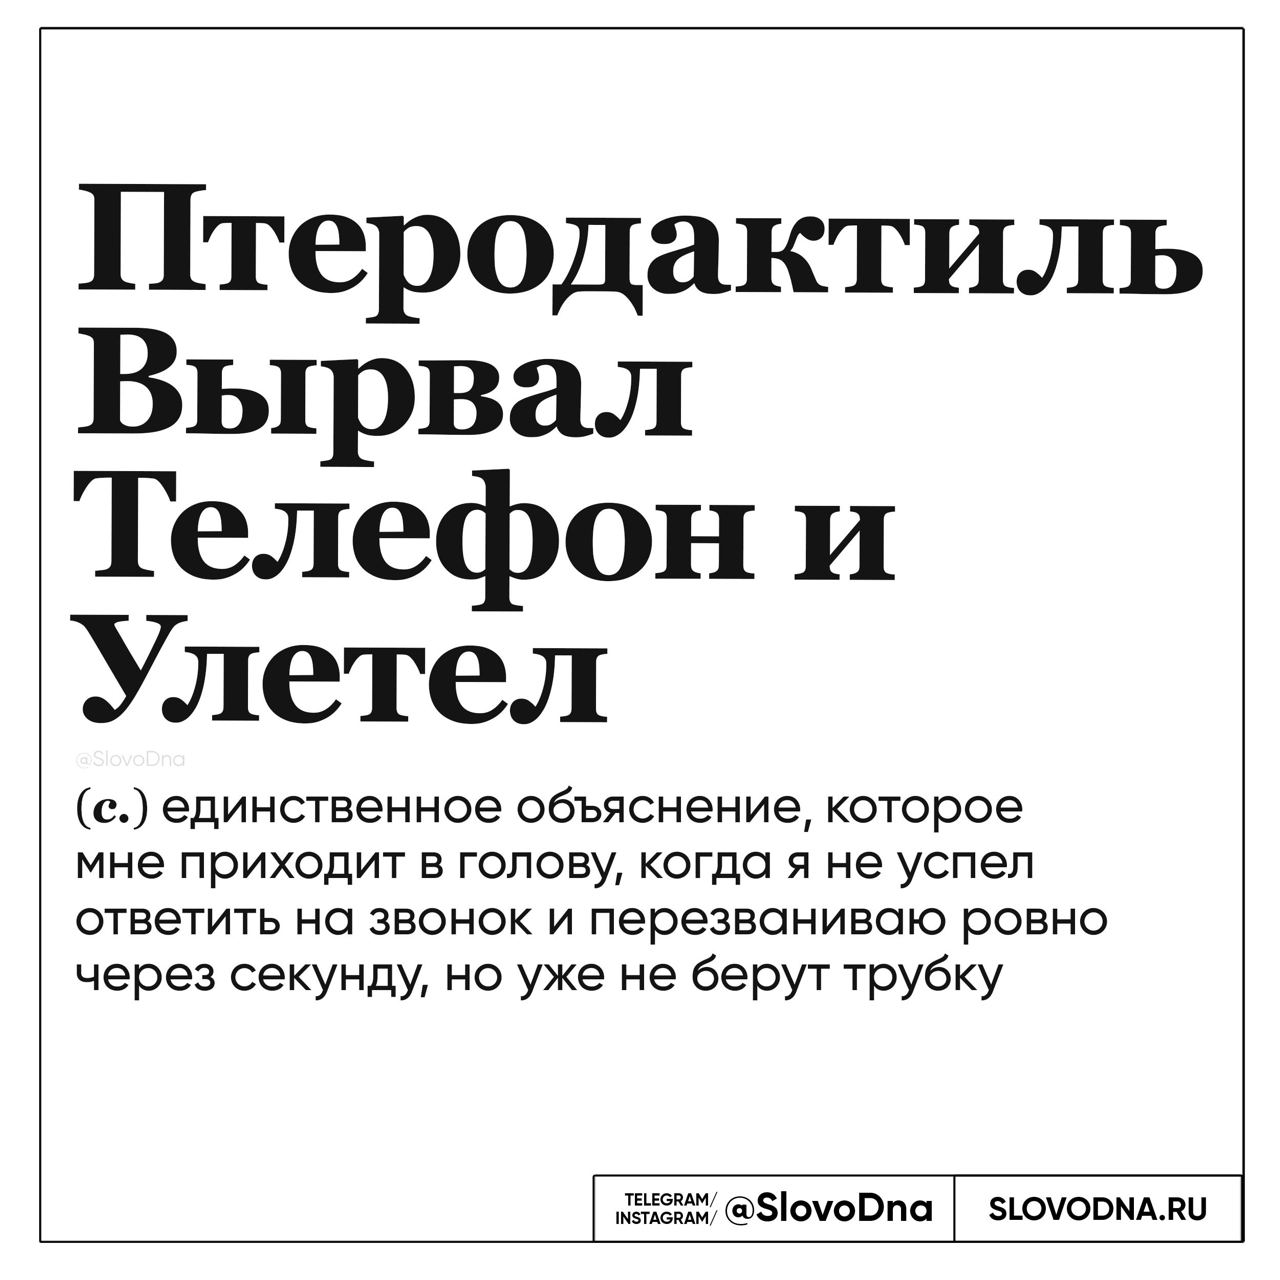 Птеродактиль
Вырвал
Телефон и
Улетел
@SlovoDna
(с.) единственное объяснение, которое
мне приходит в голову, когда я не успел
ответить на звонок и перезваниваю ровно
через секунду, но уже не берут трубку
TELEGRAM/
INSTAGRAM/
@SlovoDna
SLOVODNA.RU